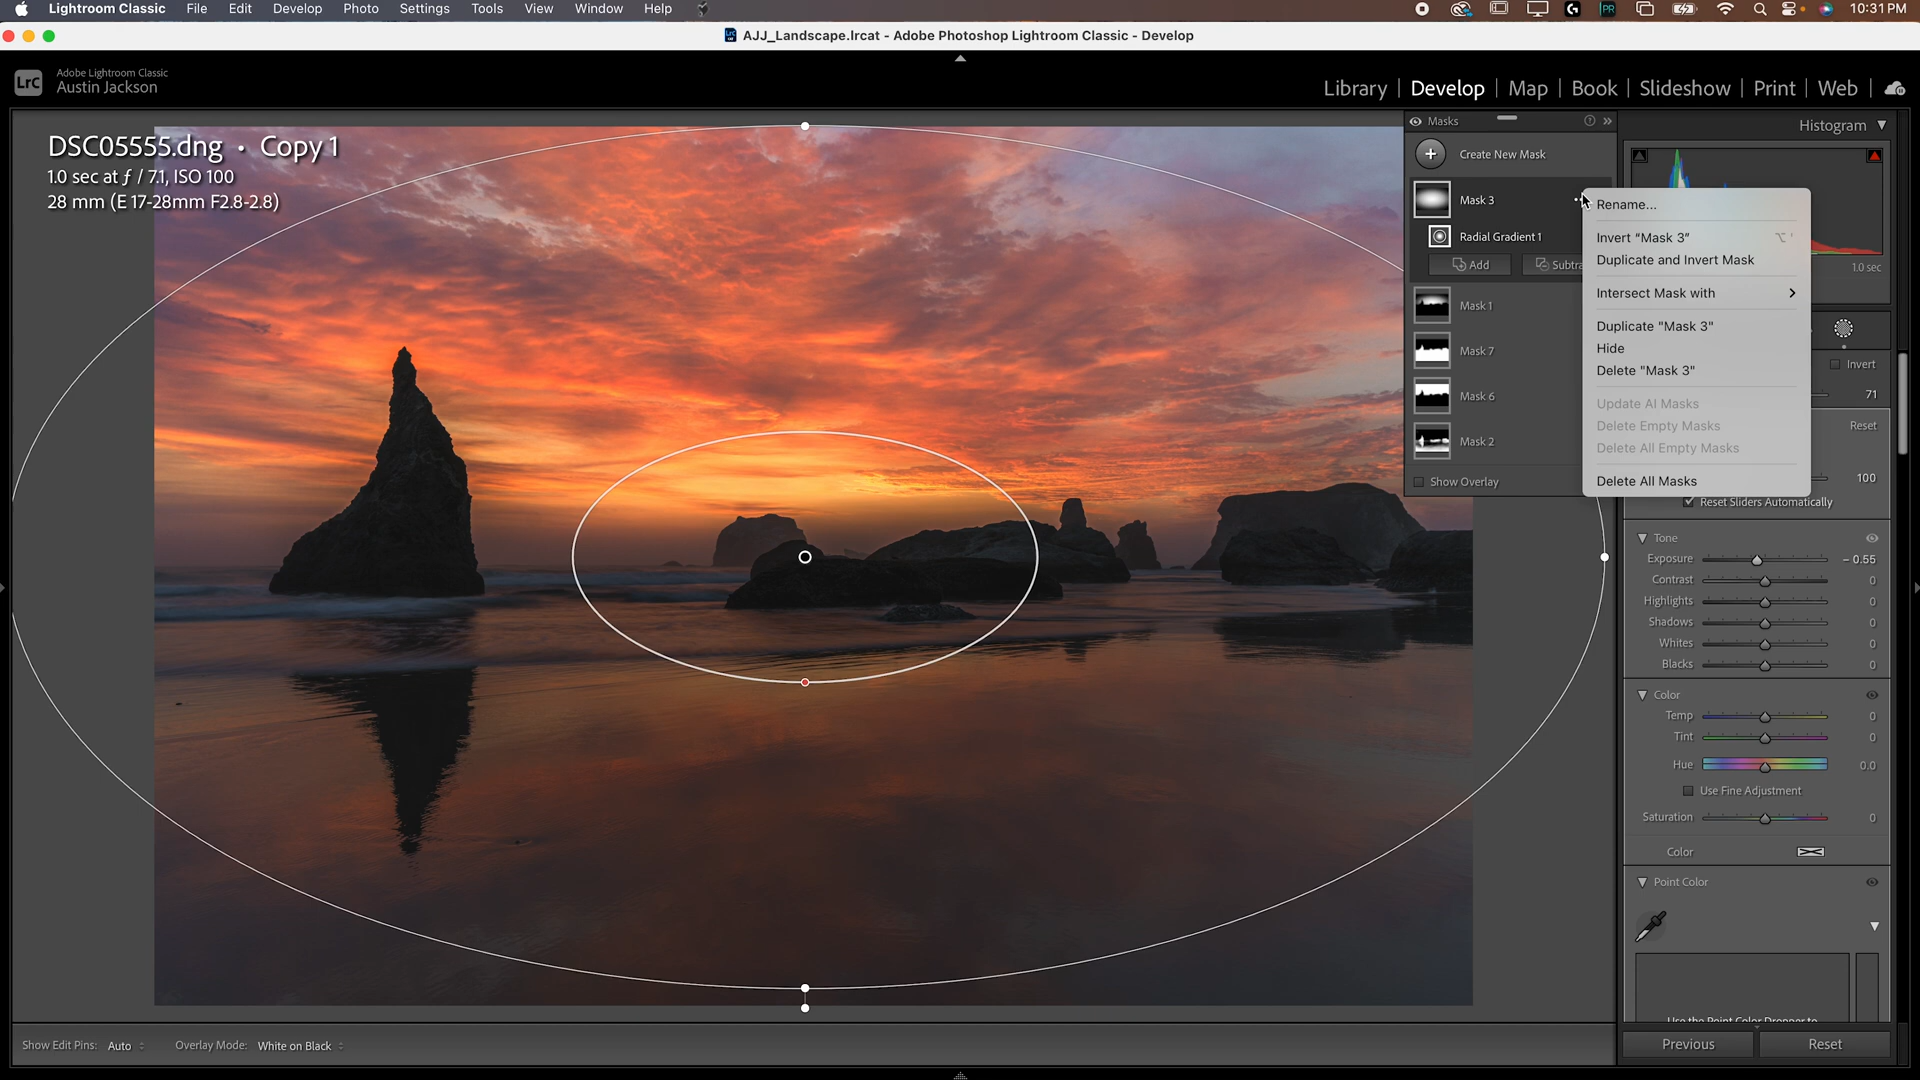 Lightroom Classic File Edit Develop Photo Settings Tools View Window Help
10:31 PM
AJJ_Landscape.lrcat - Adobe Photoshop Lightroom Classic - Develop
LrC
Adobe Lightroom Classic
Austin Jackson
Library | Develop | Map | Book | Slideshow | Print | Web |
DSC05555.dng • Copy 1
1.0 sec at ƒ / 7.1, ISO 100
28 mm (E 17-28mm F2.8-2.8)
Masks
Create New Mask
Mask 3
Radial Gradient 1
Add
Subtra
Mask 1
Mask 7
Mask 6
Mask 2
Show Overlay
Rename...
Invert "Mask 3"
Duplicate and Invert Mask
Intersect Mask with
Duplicate "Mask 3"
Hide
Delete "Mask 3"
Update AI Masks
Delete Empty Masks
Delete All Empty Masks
Delete All Masks
Histogram
1.0 sec
Invert
71
Reset
100
Reset Sliders Automatically
Tone
Exposure – 0.55
Contrast 0
Highlights 0
Shadows 0
Whites 0
Blacks 0
Color
Temp 0
Tint 0
Hue 0.0
Use Fine Adjustment
Saturation 0
Color
Point Color
Use the Point Color Dropper to
Previous
Reset
Show Edit Pins: Auto
Overlay Mode: White on Black